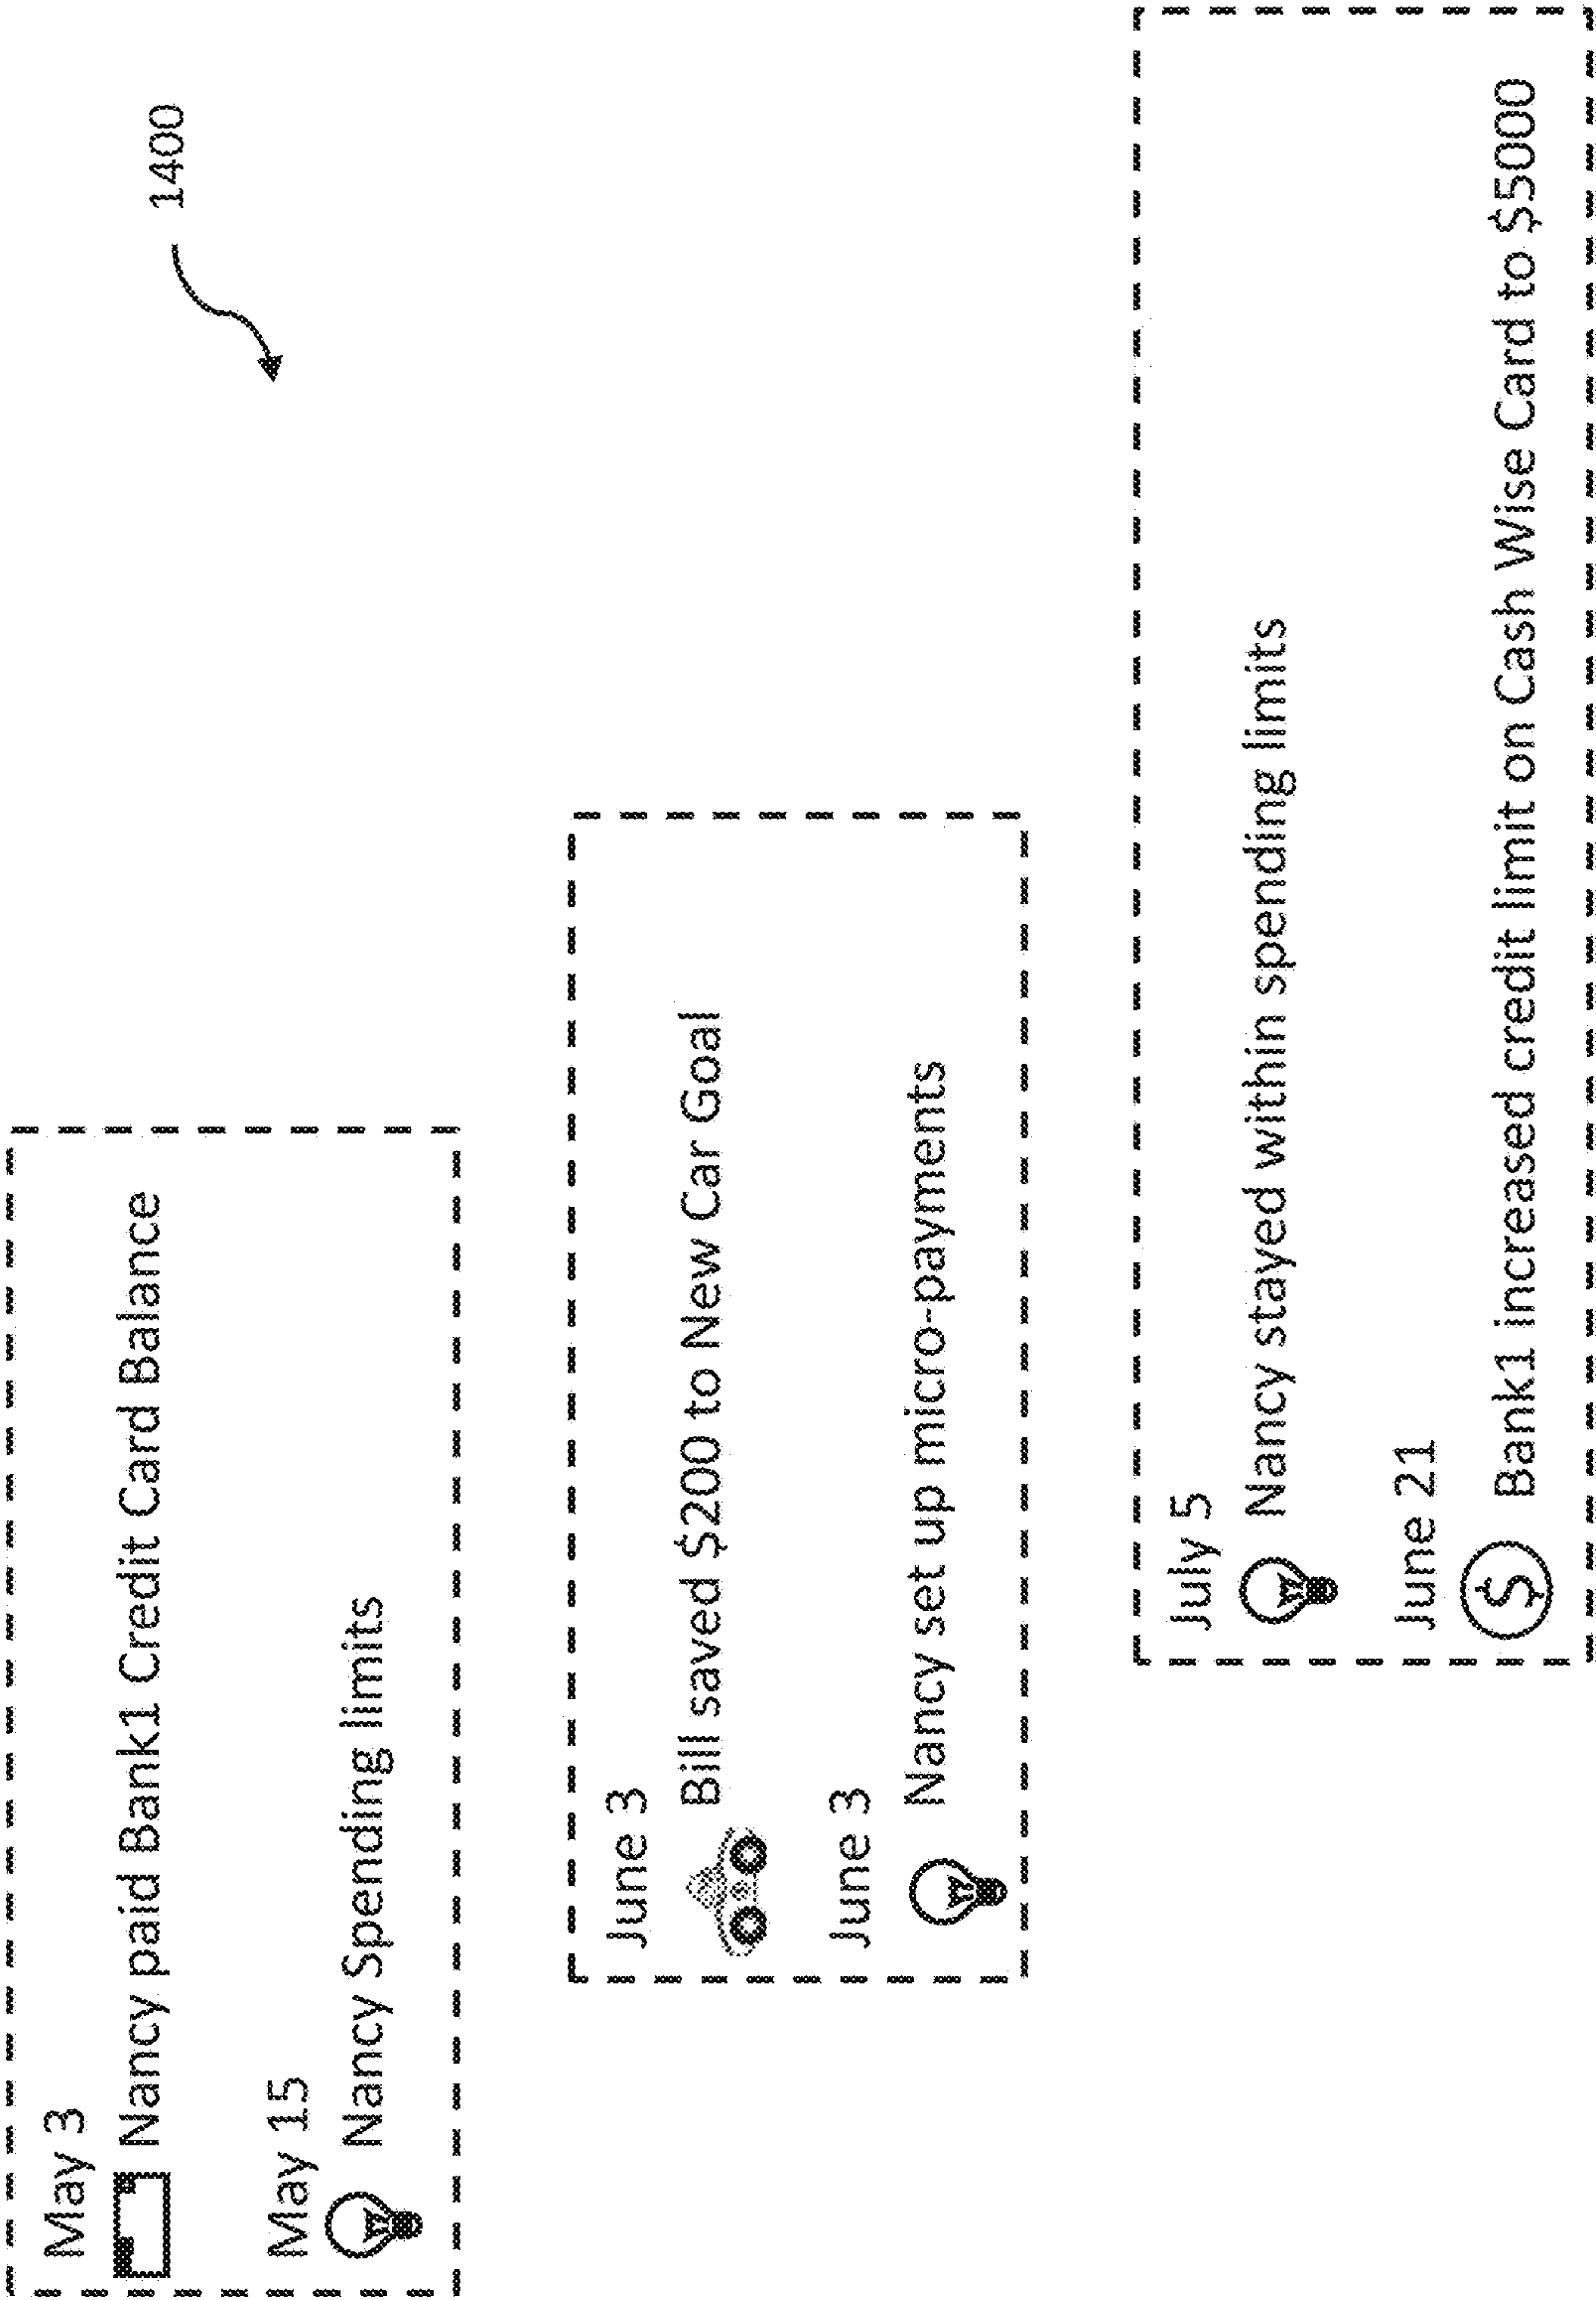 1400
May 3
Nancy paid Bank1 Credit Card Balance
May 15
Nancy Spending limits
June 3
Bill saved $200 to New Car Goal
June 3
Nancy set up micro-payments
July 5
Nancy stayed within spending limits
June 21
$ Bank1 increased credit limit on Cash Wise Card to $5000